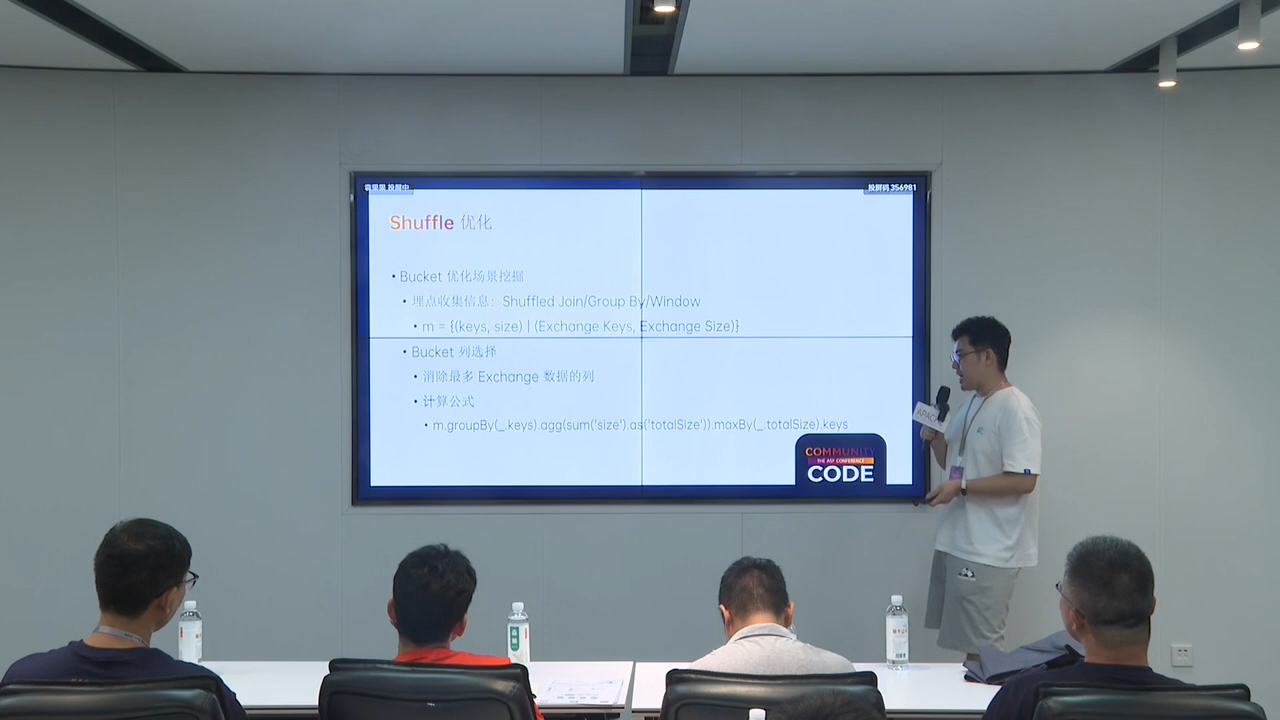 投屏中
投屏码 356981
Shuffle 优化
• Bucket 优化场景挖掘
• 埋点收集信息：Shuffled Join/Group By/Window
• m = {(keys, size) | (Exchange Keys, Exchange Size)}
• Bucket 列选择
• 消除最多 Exchange 数据的列
• 计算公式
• m.groupBy(_.keys).agg(sum('size').as('totalSize')).maxBy(_.totalSize).keys
COMMUNITY
THE ASF CONFERENCE
CODE